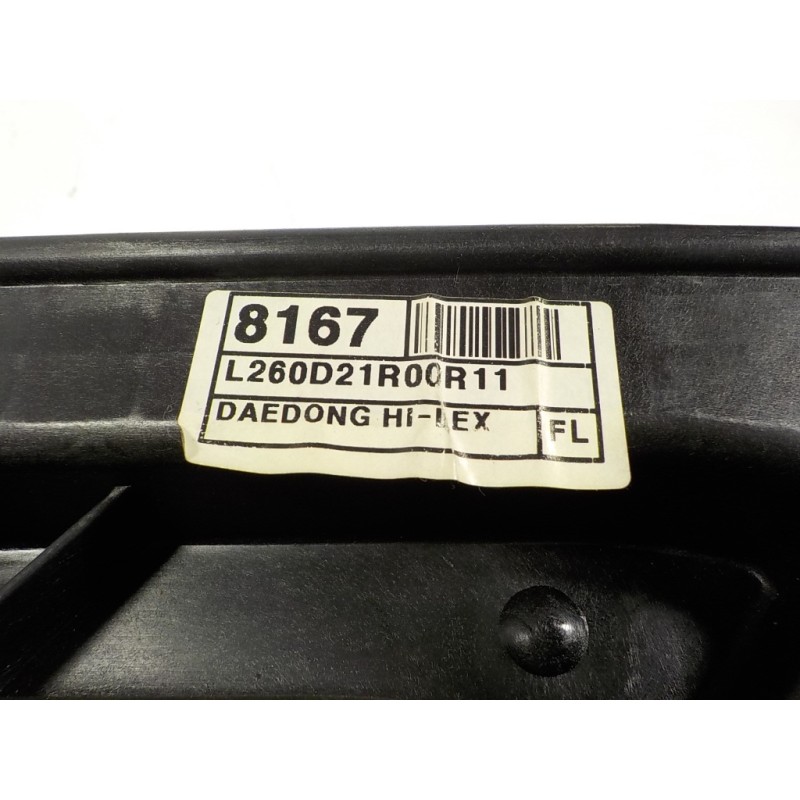 8167
L260D21R00R11
DAEDONG HI-LEX FL